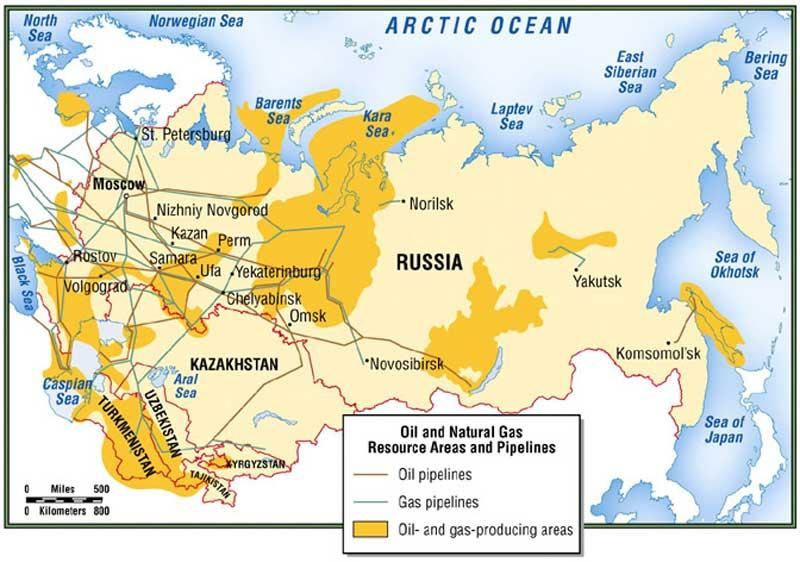 North
Sea
Norwegian Sea
ARCTIC OCEAN
East
Siberian
Sea
Bering
Sea
Barents
Sea
Kara
Sea
Laptev
Sea
St. Petersburg
Moscow
Norilsk
Nizhniy Novgorod
Kazan
Perm
Rostov
Samara
Ufa
Yekaterinburg
RUSSIA
Sea of
Okhotsk
Black Sea
Volgograd
Yakutsk
Chelyabinsk
Omsk
Komsomol'sk
KAZAKHSTAN
Novosibirsk
Caspian
Sea
Aral
Sea
TURKMENISTAN
UZBEKISTAN
KYRGYZSTAN
TAJIKISTAN
Sea of
Japan
Oil and Natural Gas
Resource Areas and Pipelines
Oil pipelines
Gas pipelines
Oil- and gas-producing areas
0 Miles 500
0 Kilometers 800